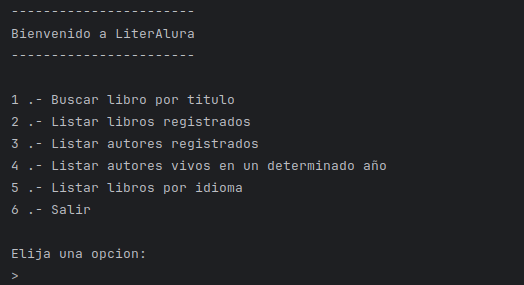 -----------------------
Bienvenido a LiterAlura
-----------------------
1 .- Buscar libro por titulo
2 .- Listar libros registrados
3 .- Listar autores registrados
4 .- Listar autores vivos en un determinado año
5 .- Listar libros por idioma
6 .- Salir
Elija una opcion:
>